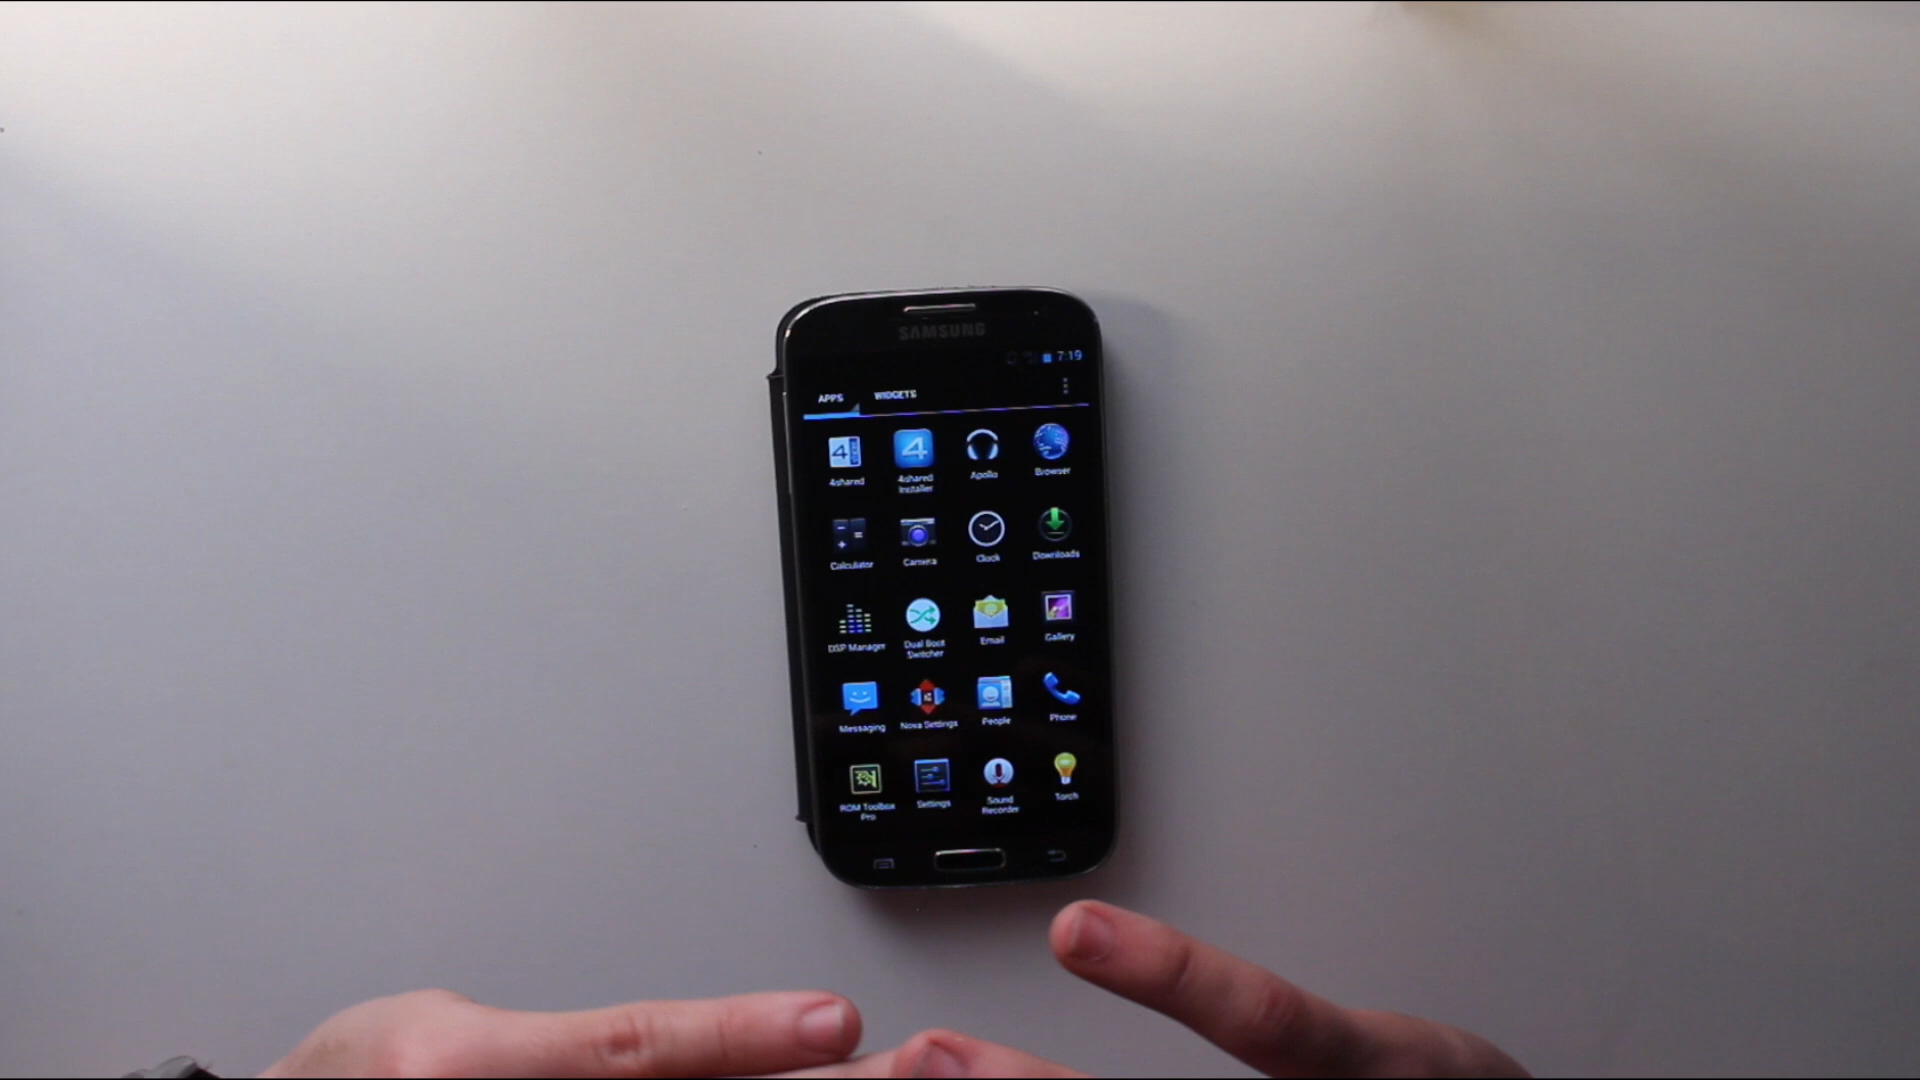 SAMSUNG
7:19
APPS WIDGETS
4shared
4shared
Installer
Apollo
Browser
Calculator
Camera
Clock
Downloads
DSP Manager
Dual Boot
Switcher
Email
Gallery
Messaging
Nova Settings
People
Phone
ROM Toolbox
Pro
Settings
Sound
Recorder
Torch